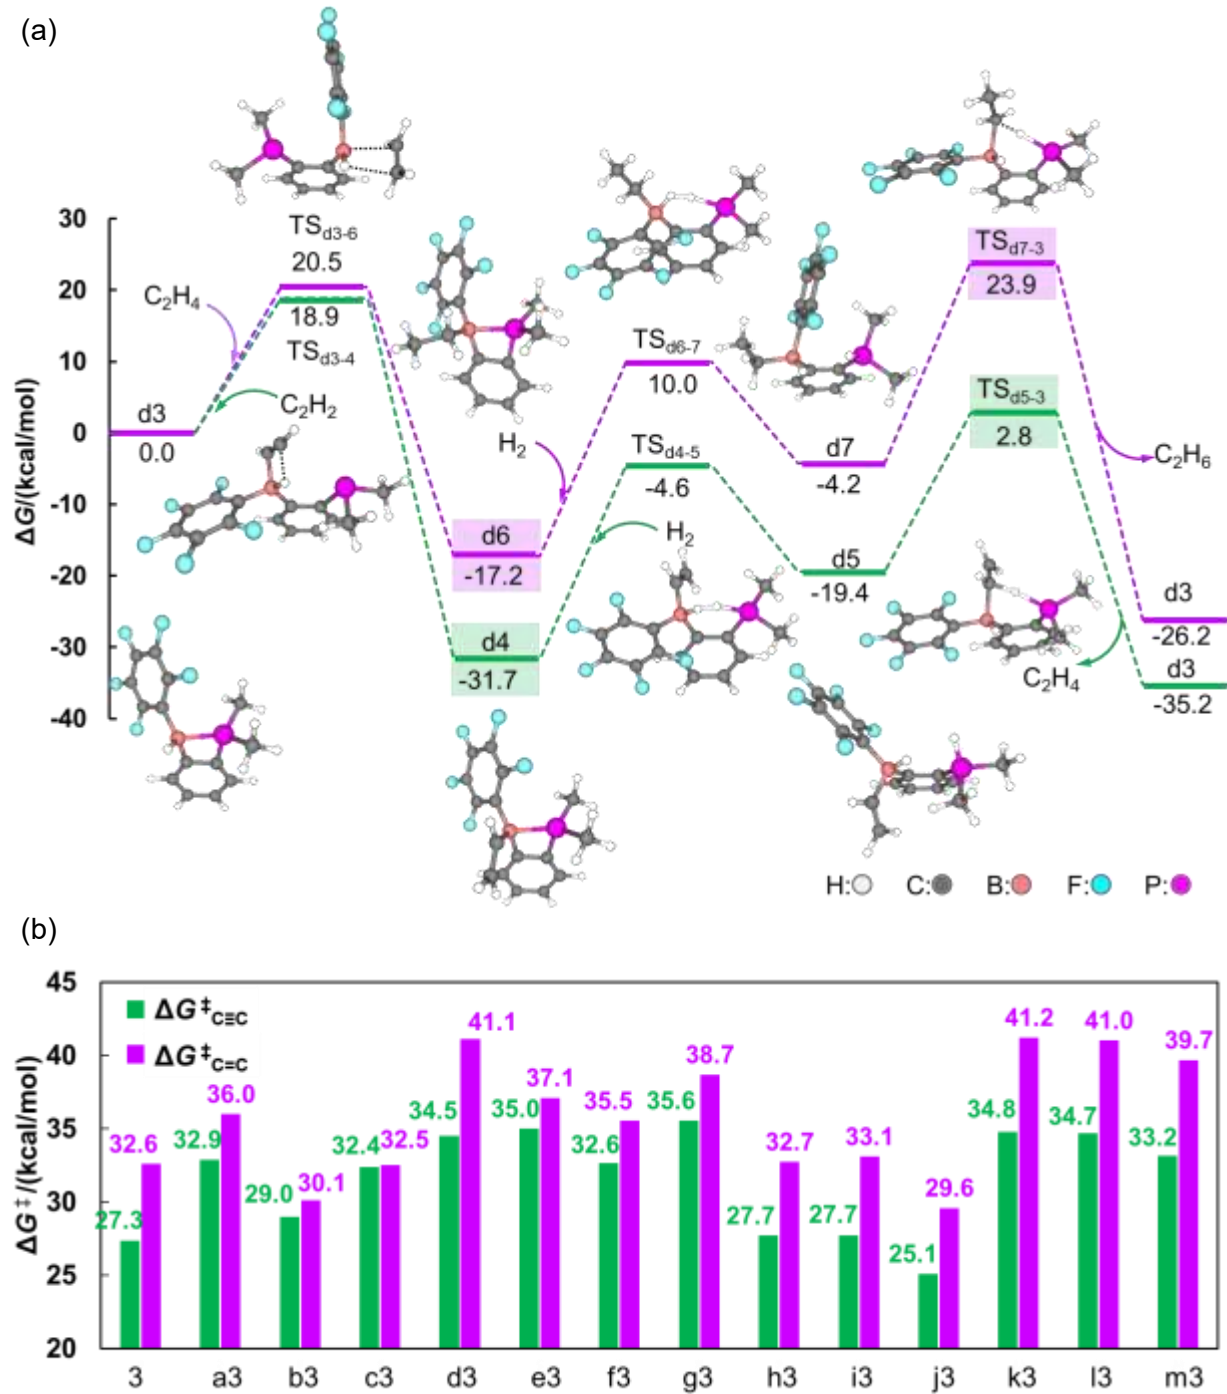 (a)
ΔG/(kcal/mol)
30
20
10
0
-10
-20
-30
-40
d3
0.0
C2H4
C2H2
TSd3-6
20.5
18.9
TSd3-4
d6
-17.2
d4
-31.7
H2
H2
TSd6-7
10.0
TSd4-5
-4.6
d7
-4.2
d5
-19.4
TSd7-3
23.9
TSd5-3
2.8
C2H6
C2H4
d3
-26.2
d3
-35.2
H: C: B: F: P:
(b)
ΔG‡/(kcal/mol)
45
40
35
30
25
20
ΔG‡C≡C
ΔG‡C=C
27.3 32.6
32.9 36.0
29.0 30.1
32.4 32.5
34.5 41.1
35.0 37.1
32.6 35.5
35.6 38.7
27.7 32.7
27.7 33.1
25.1 29.6
34.8 41.2
34.7 41.0
33.2 39.7
3 a3 b3 c3 d3 e3 f3 g3 h3 i3 j3 k3 l3 m3